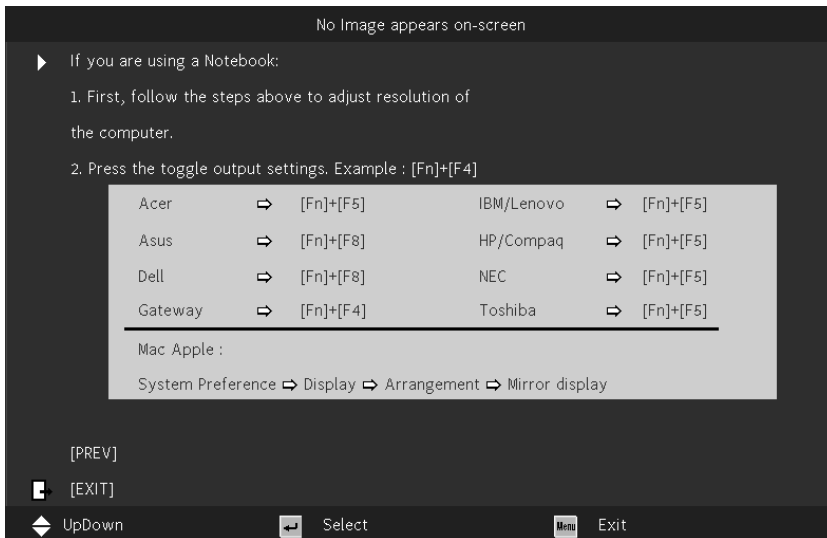 No Image appears on-screen
If you are using a Notebook:
1. First, follow the steps above to adjust resolution of
the computer.
2. Press the toggle output settings. Example : [Fn]+[F4]
Acer ⇨ [Fn]+[F5] IBM/Lenovo ⇨ [Fn]+[F5]
Asus ⇨ [Fn]+[F8] HP/Compaq ⇨ [Fn]+[F5]
Dell ⇨ [Fn]+[F8] NEC ⇨ [Fn]+[F5]
Gateway ⇨ [Fn]+[F4] Toshiba ⇨ [Fn]+[F5]
Mac Apple :
System Preference ⇨ Display ⇨ Arrangement ⇨ Mirror display
[PREV]
[EXIT]
UpDown Select Menu Exit